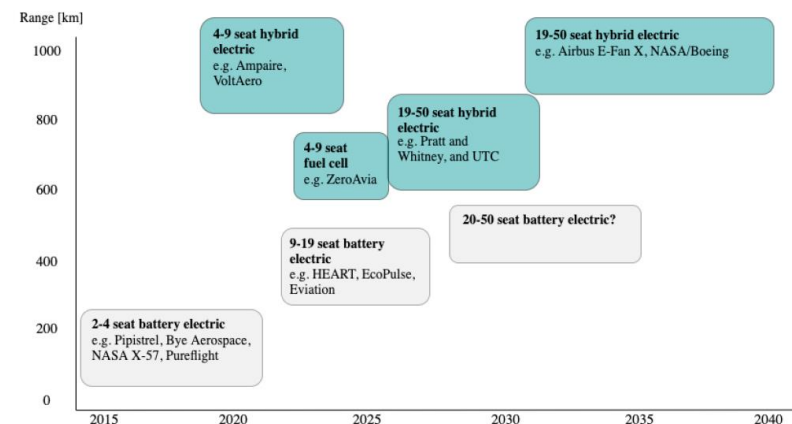 Range [km]
1000
800
600
400
200
0
4-9 seat hybrid
electric
e.g. Ampaire,
VoltAero
19-50 seat hybrid electric
e.g. Airbus E-Fan X, NASA/Boeing
19-50 seat hybrid
electric
e.g. Pratt and
Whitney, and UTC
4-9 seat
fuel cell
e.g. ZeroAvia
20-50 seat battery electric?
9-19 seat battery
electric
e.g. HEART, EcoPulse,
Eviation
2-4 seat battery electric
e.g. Pipistrel, Bye Aerospace,
NASA X-57, Pureflight
2015 2020 2025 2030 2035 2040